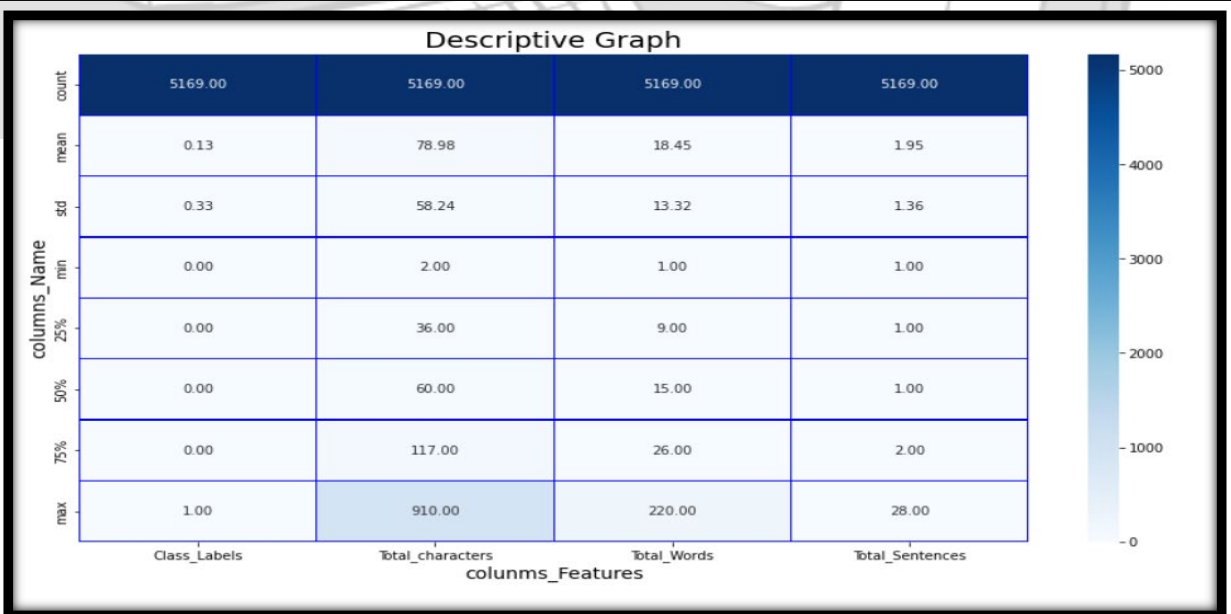 Descriptive Graph
columns_Name
count 5169.00 5169.00 5169.00 5169.00
mean 0.13 78.98 18.45 1.95
std 0.33 58.24 13.32 1.36
min 0.00 2.00 1.00 1.00
25% 0.00 36.00 9.00 1.00
50% 0.00 60.00 15.00 1.00
75% 0.00 117.00 26.00 2.00
max 1.00 910.00 220.00 28.00
Class_Labels Total_characters Total_Words Total_Sentences
colunms_Features
5000
4000
3000
2000
1000
0